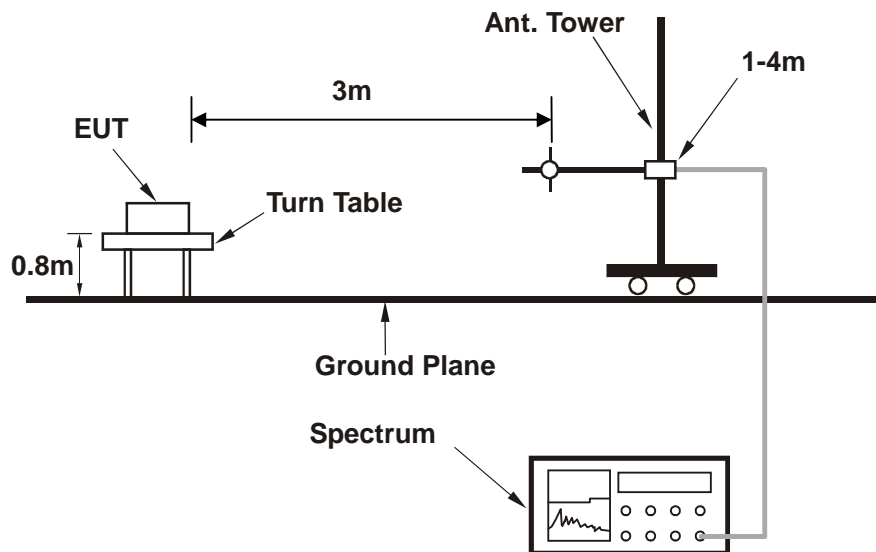 Ant. Tower
1-4m
3m
EUT
Turn Table
0.8m
Ground Plane
Spectrum